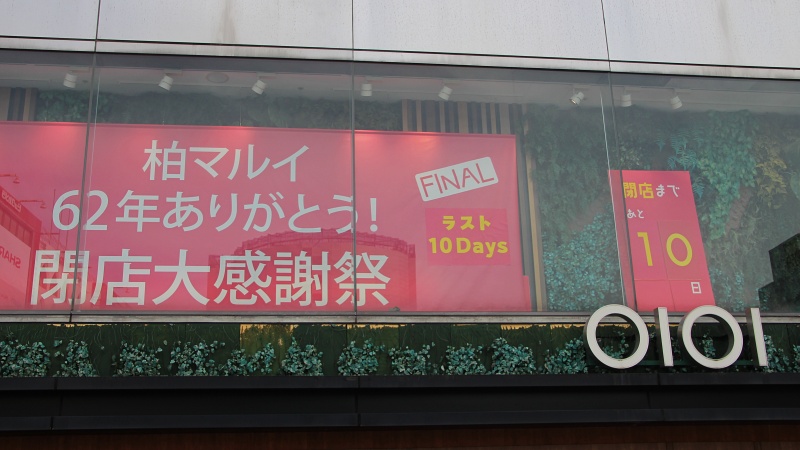 柏マルイ
62年ありがとう!
閉店大感謝祭
FINAL
ラスト
10Days
閉店まで
あと
10
日
OIOI
SHAR